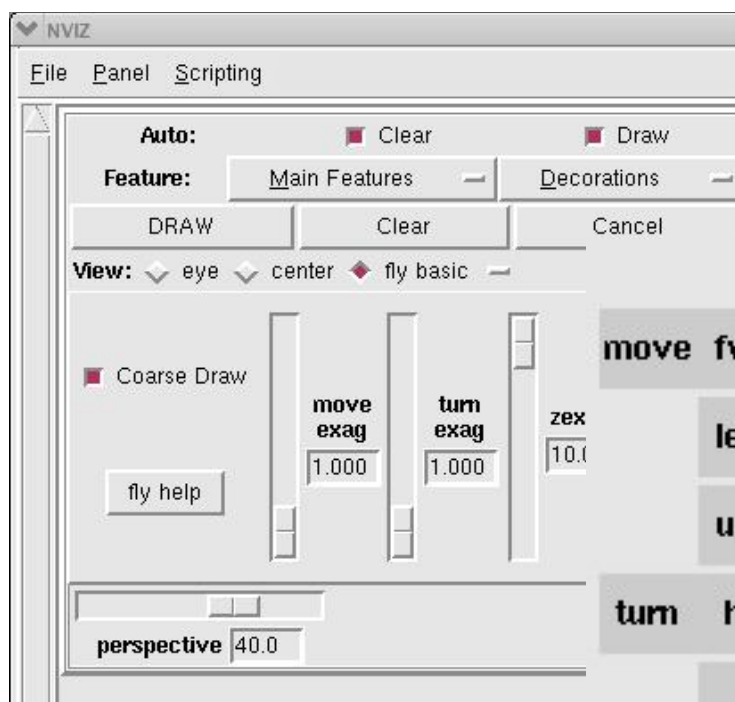 NVIZ
File Panel Scripting
Auto: Clear Draw
Feature: Main Features Decorations
DRAW Clear Cancel
View: eye center fly basic
Coarse Draw
move exag
1.000
turn exag
1.000
fly help
perspective 40.0
move
turn